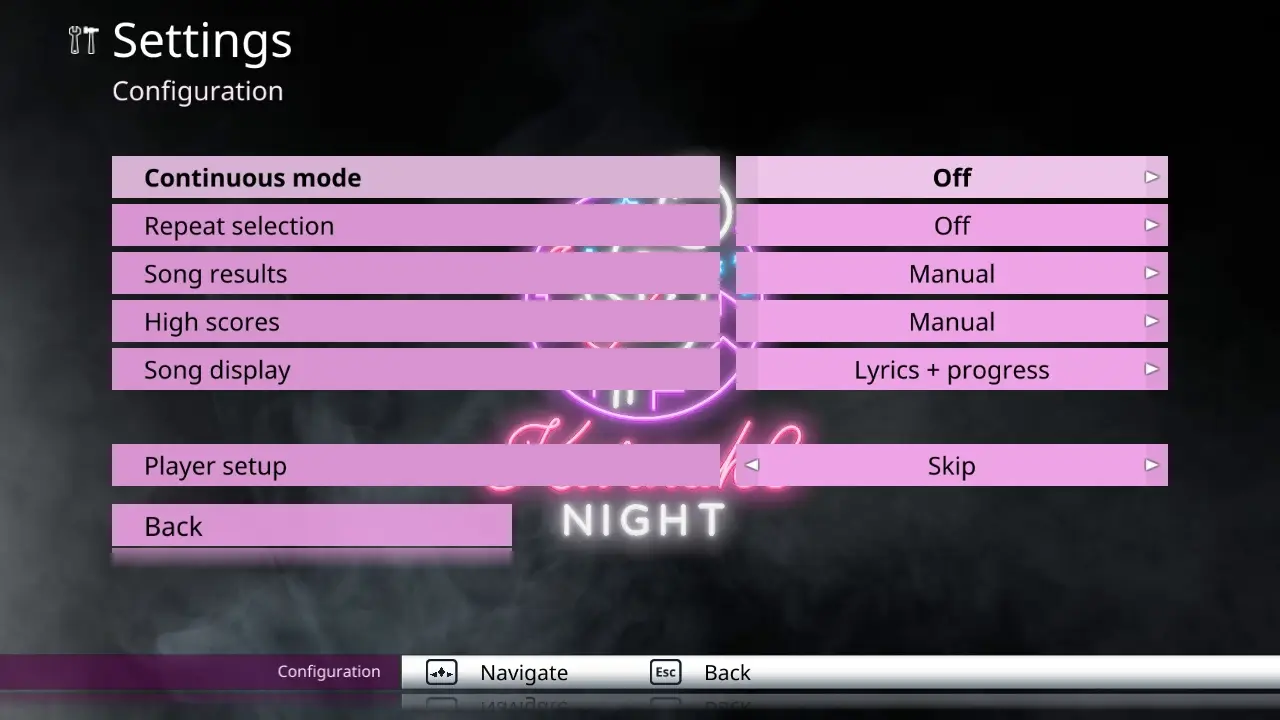 Settings
Configuration
Continuous mode Off
Repeat selection Off
Song results Manual
High scores Manual
Song display Lyrics + progress
Player setup Skip
Back
NIGHT
Configuration Navigate Esc Back